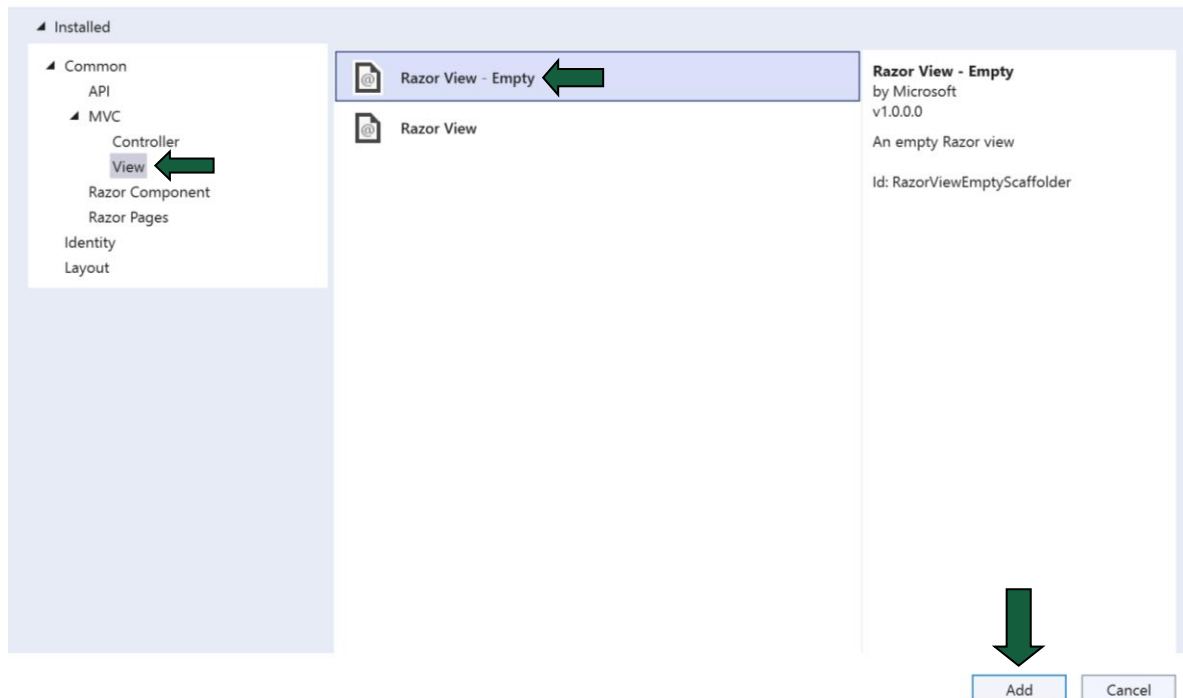 Installed
Common
API
MVC
Controller
View
Razor Component
Razor Pages
Identity
Layout
Razor View - Empty
Razor View
Razor View - Empty
by Microsoft
v1.0.0.0
An empty Razor view
Id: RazorViewEmptyScaffolder
Add
Cancel